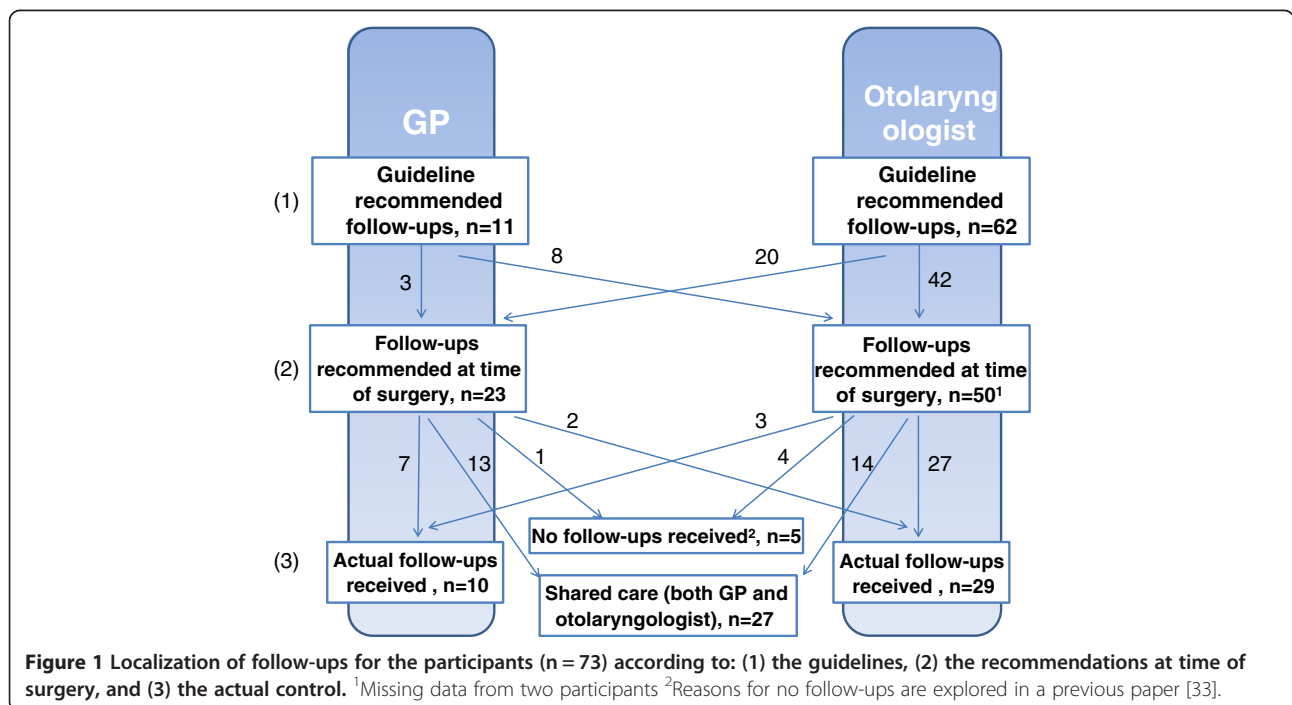 GP
Otolaryng
ologist
(1)
Guideline
recommended
follow-ups, n=11
Guideline
recommended
follow-ups, n=62
3
8
20
42
(2)
Follow-ups
recommended at time
of surgery, n=23
Follow-ups
recommended at time
of surgery, n=50¹
7
13
1
2
3
4
14
27
(3)
Actual follow-ups
received , n=10
No follow-ups received², n=5
Shared care (both GP and
otolaryngologist), n=27
Actual follow-ups
received, n=29
Figure 1 Localization of follow-ups for the participants (n = 73) according to: (1) the guidelines, (2) the recommendations at time of
surgery, and (3) the actual control. ¹Missing data from two participants ²Reasons for no follow-ups are explored in a previous paper [33].